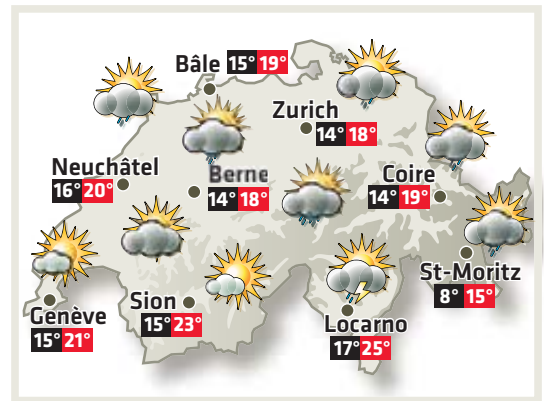 Bâle 15° 19°
Zurich
14° 18°
Neuchâtel
16° 20°
Berne
14° 18°
Coire
14° 19°
St-Moritz
8° 15°
Genève
15° 21°
Sion
15° 23°
Locarno
17° 25°